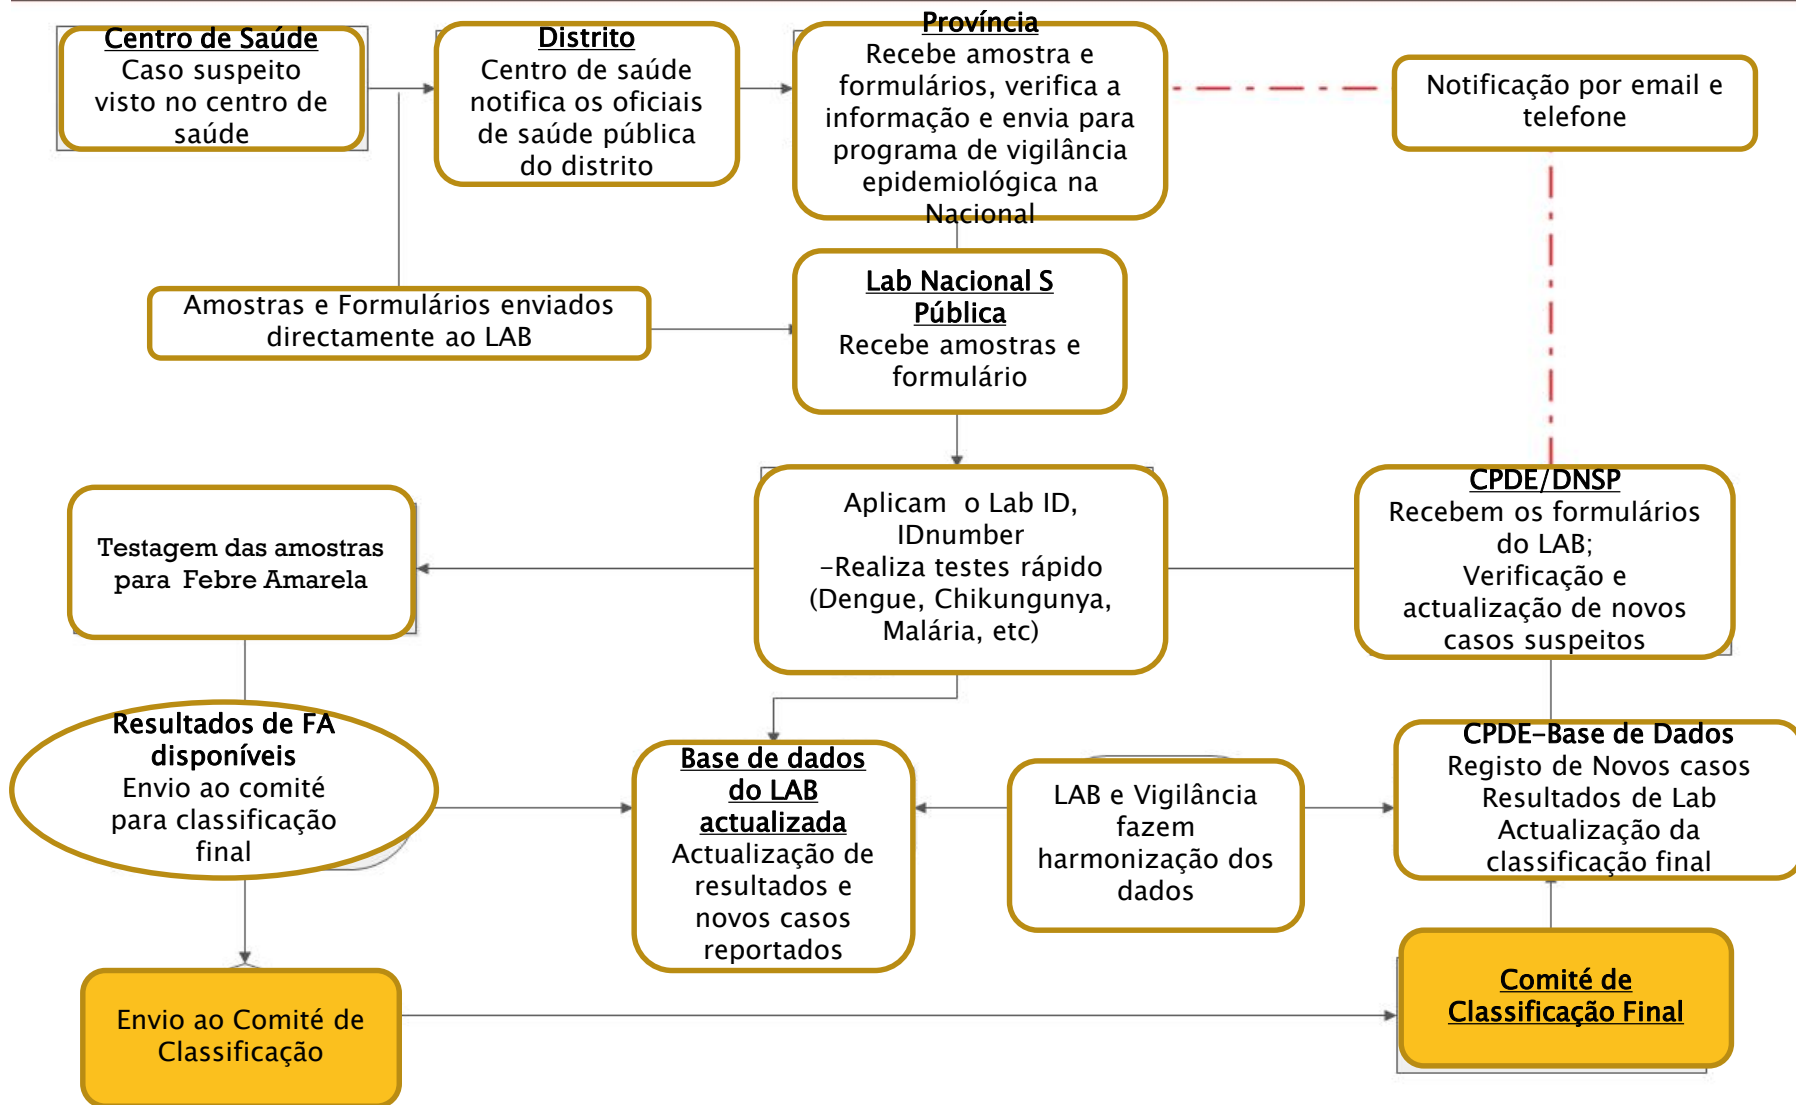 Centro de Saúde
Caso suspeito
visto no centro de
saúde
Distrito
Centro de saúde
notifica os oficiais
de saúde pública
do distrito
Província
Recebe amostra e
formulários, verifica a
informação e envia para
programa de vigilância
epidemiológica na
Nacional
Notificação por email e
telefone
Amostras e Formulários enviados
directamente ao LAB
Lab Nacional S
Pública
Recebe amostras e
formulário
Testagem das amostras
para Febre Amarela
Aplicam o Lab ID,
IDnumber
-Realiza testes rápido
(Dengue, Chikungunya,
Malária, etc)
CPDE/DNSP
Recebem os formulários
do LAB;
Verificação e
actualização de novos
casos suspeitos
Resultados de FA
disponíveis
Envio ao comité
para classificação
final
Base de dados
do LAB
actualizada
Actualização de
resultados e
novos casos
reportados
LAB e Vigilância
fazem
harmonização dos
dados
CPDE-Base de Dados
Registo de Novos casos
Resultados de Lab
Actualização da
classificação final
Envio ao Comité de
Classificação
Comité de
Classificação Final